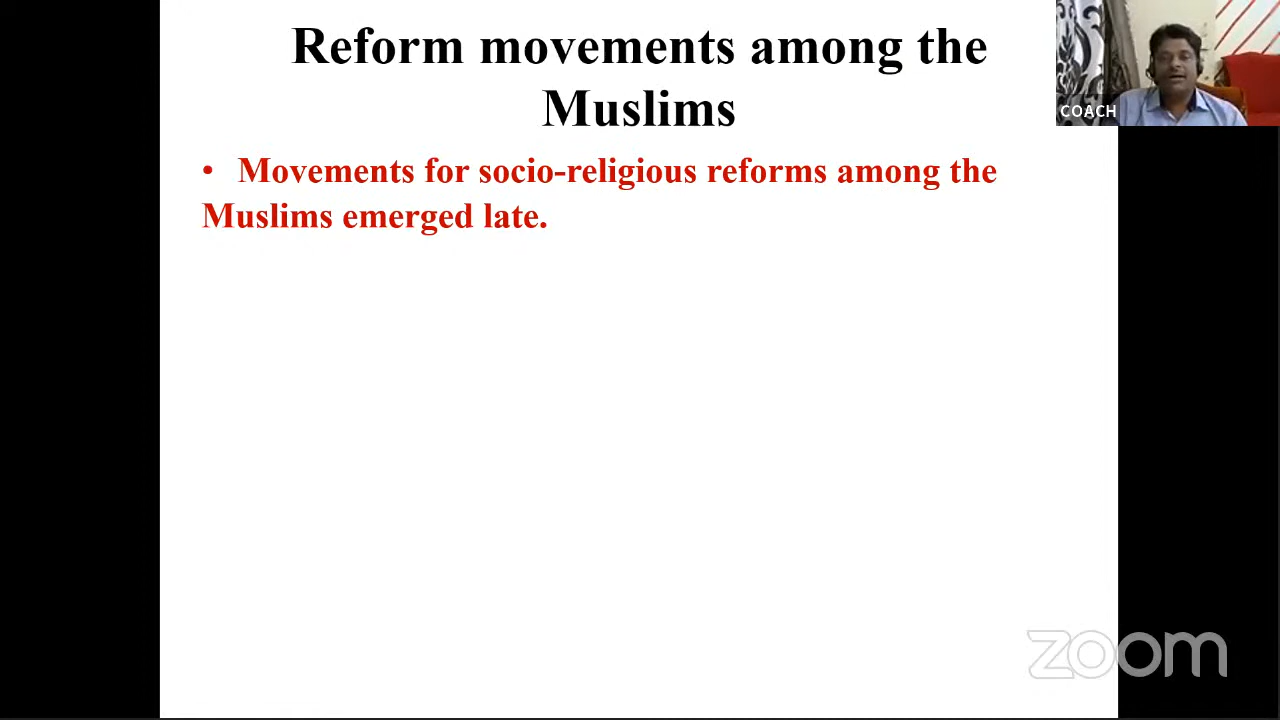 Reform movements among the
Muslims
COACH
• Movements for socio-religious reforms among the
Muslims emerged late.
zoom